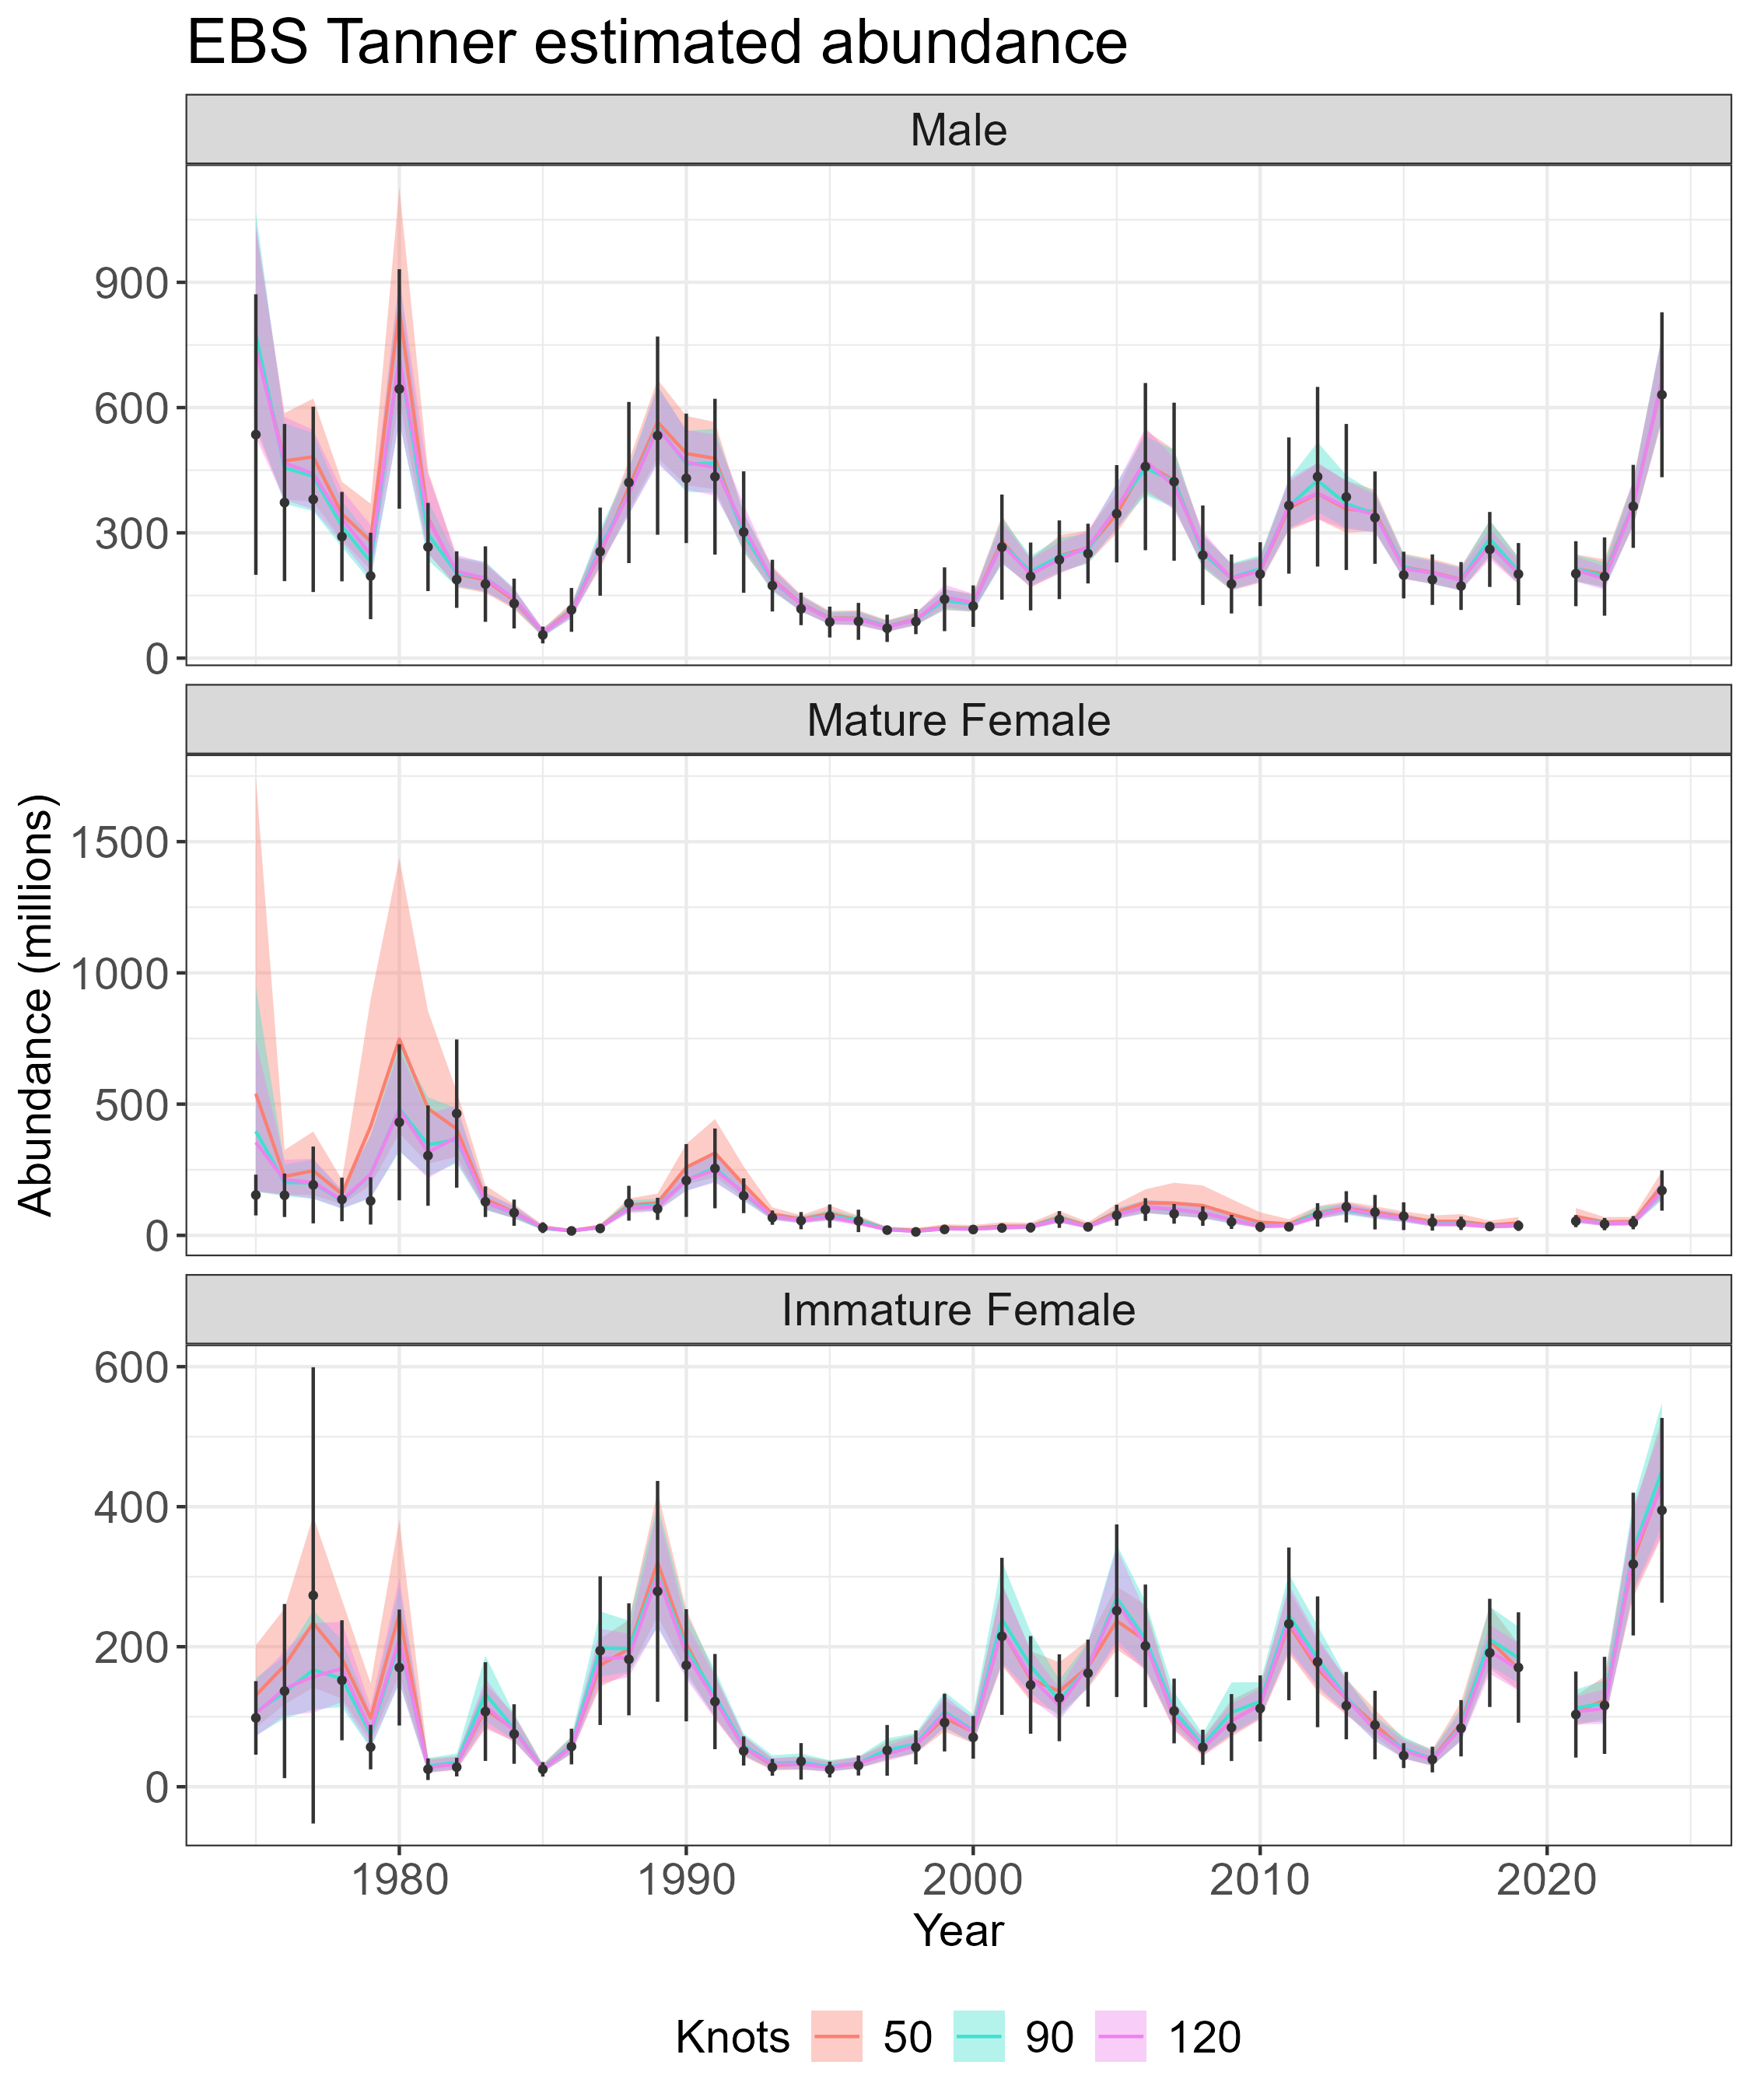 EBS Tanner estimated abundance
Male
900
600
300
0
Mature Female
1500
1000
500
0
Immature Female
600
400
200
0
Abundance (millions)
1980 1990 2000 2010 2020
Year
Knots 50 90 120